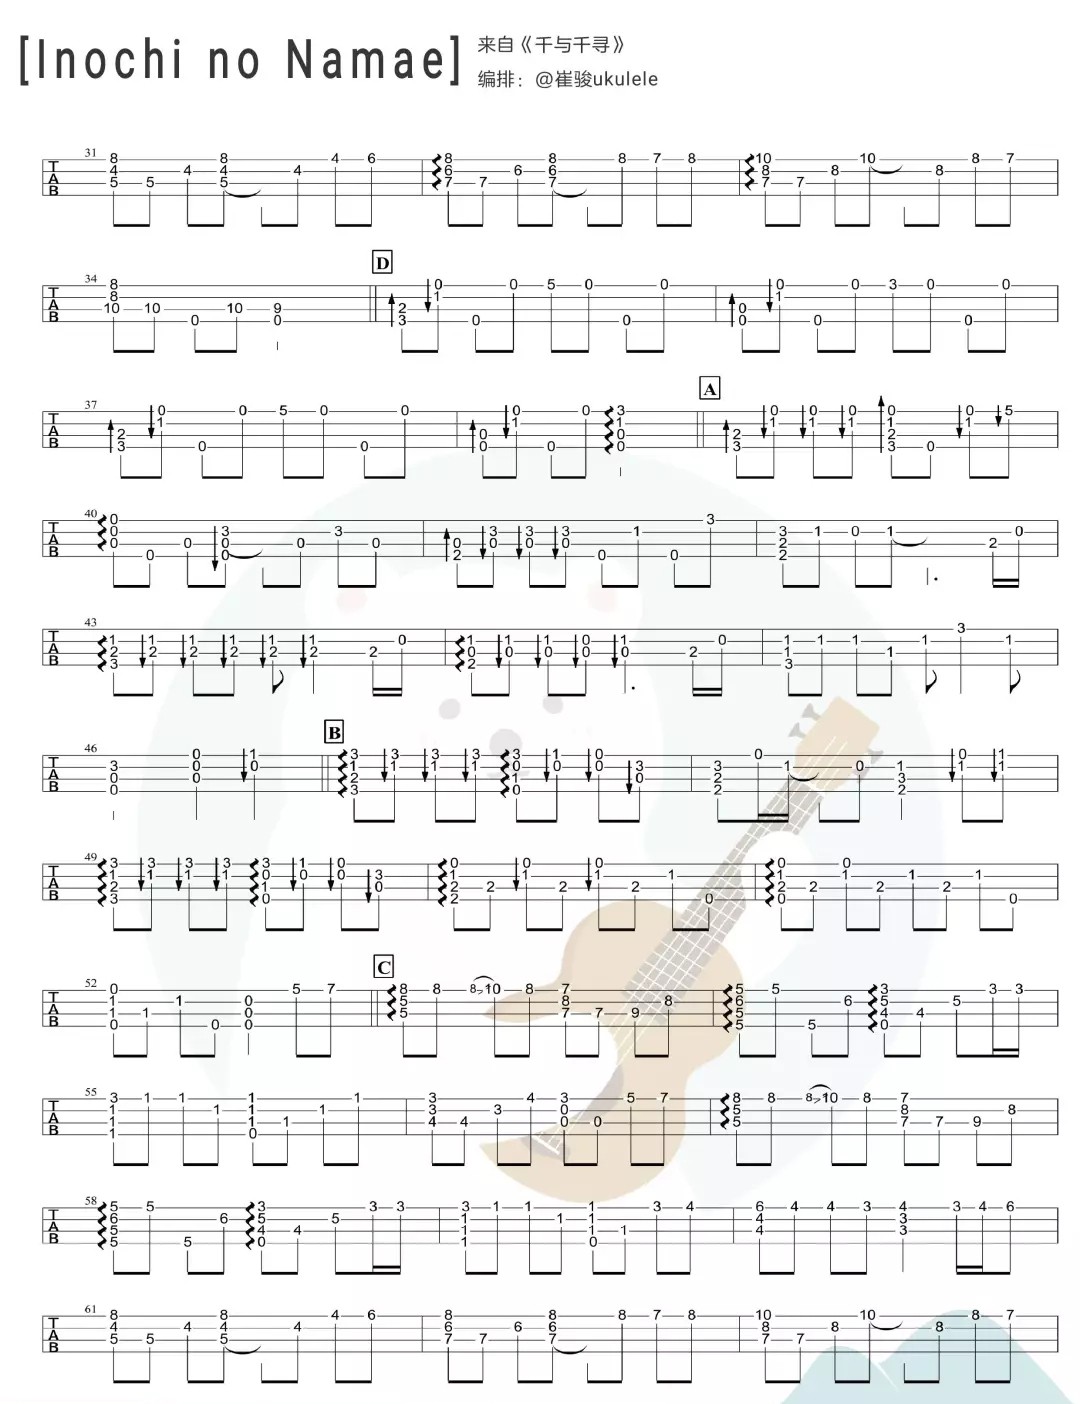 [Inochi no Namae]
来自《千与千寻》
编排：@崔骏ukulele
31
TAB
8 4 5 5 4 8 4 5 4 4 6
8 6 7 7 6 8 6 7 8 7 8
10 8 7 7 8 10 8 8 7
34
D
TAB
8 8 10 10 0 10 9 0
2 3 0 1 0 0 5 0 0 0
0 0 0 1 0 0 3 0 0 0
37
A
TAB
2 3 0 1 0 0 5 0 0 0
0 0 0 1 0 0 3 1 0 0
2 3 0 1 0 1 0 1 0 1 2 3 0 0 1 5
40
TAB
0 0 0 0 0 3 0 0 0 3 0
0 2 3 0 3 0 3 0 0 1 0 3
3 2 2 1 0 1 2 0
43
TAB
1 2 3 1 2 1 2 1 2 1 2 1 2 2 0
1 0 2 1 0 1 0 1 0 1 0 2 0
1 1 3 1 1 1 1 3 1
46
B
TAB
3 0 0 0 0 0 1 0
3 1 2 3 3 1 3 1 3 1 3 0 1 0 1 0 0 0 3 0
3 2 2 0 1 0 1 3 2 0 1 1 1
49
TAB
3 1 2 3 3 1 3 1 3 1 3 0 1 0 1 0 0 0 3 0
0 1 2 2 2 0 1 2 0 1 2 1 0
0 1 2 0 2 0 1 2 1 2 1 0
52
C
TAB
0 1 1 0 1 1 0 0 0 0 5 7
8 5 5 8 8>10 8 7 8 7 7 9 8
5 6 5 5 5 5 6 3 5 4 0 4 5 3 3
55
TAB
3 1 1 1 1 1 1 1 1 1 0 1 1 1
3 3 4 4 3 4 3 0 0 0 5 7
8 5 5 8 8>10 8 7 8 7 7 9 8
58
TAB
5 6 5 5 5 5 6 3 5 4 0 4 5 3 3
3 1 1 1 1 1 1 1 1 1 0 1 3 4
6 4 4 4 4 3 4 3 3 3 4 6
61
TAB
8 4 5 5 4 8 4 5 4 4 6
8 6 7 7 6 8 6 7 8 7 8
10 8 7 7 8 10 8 8 7